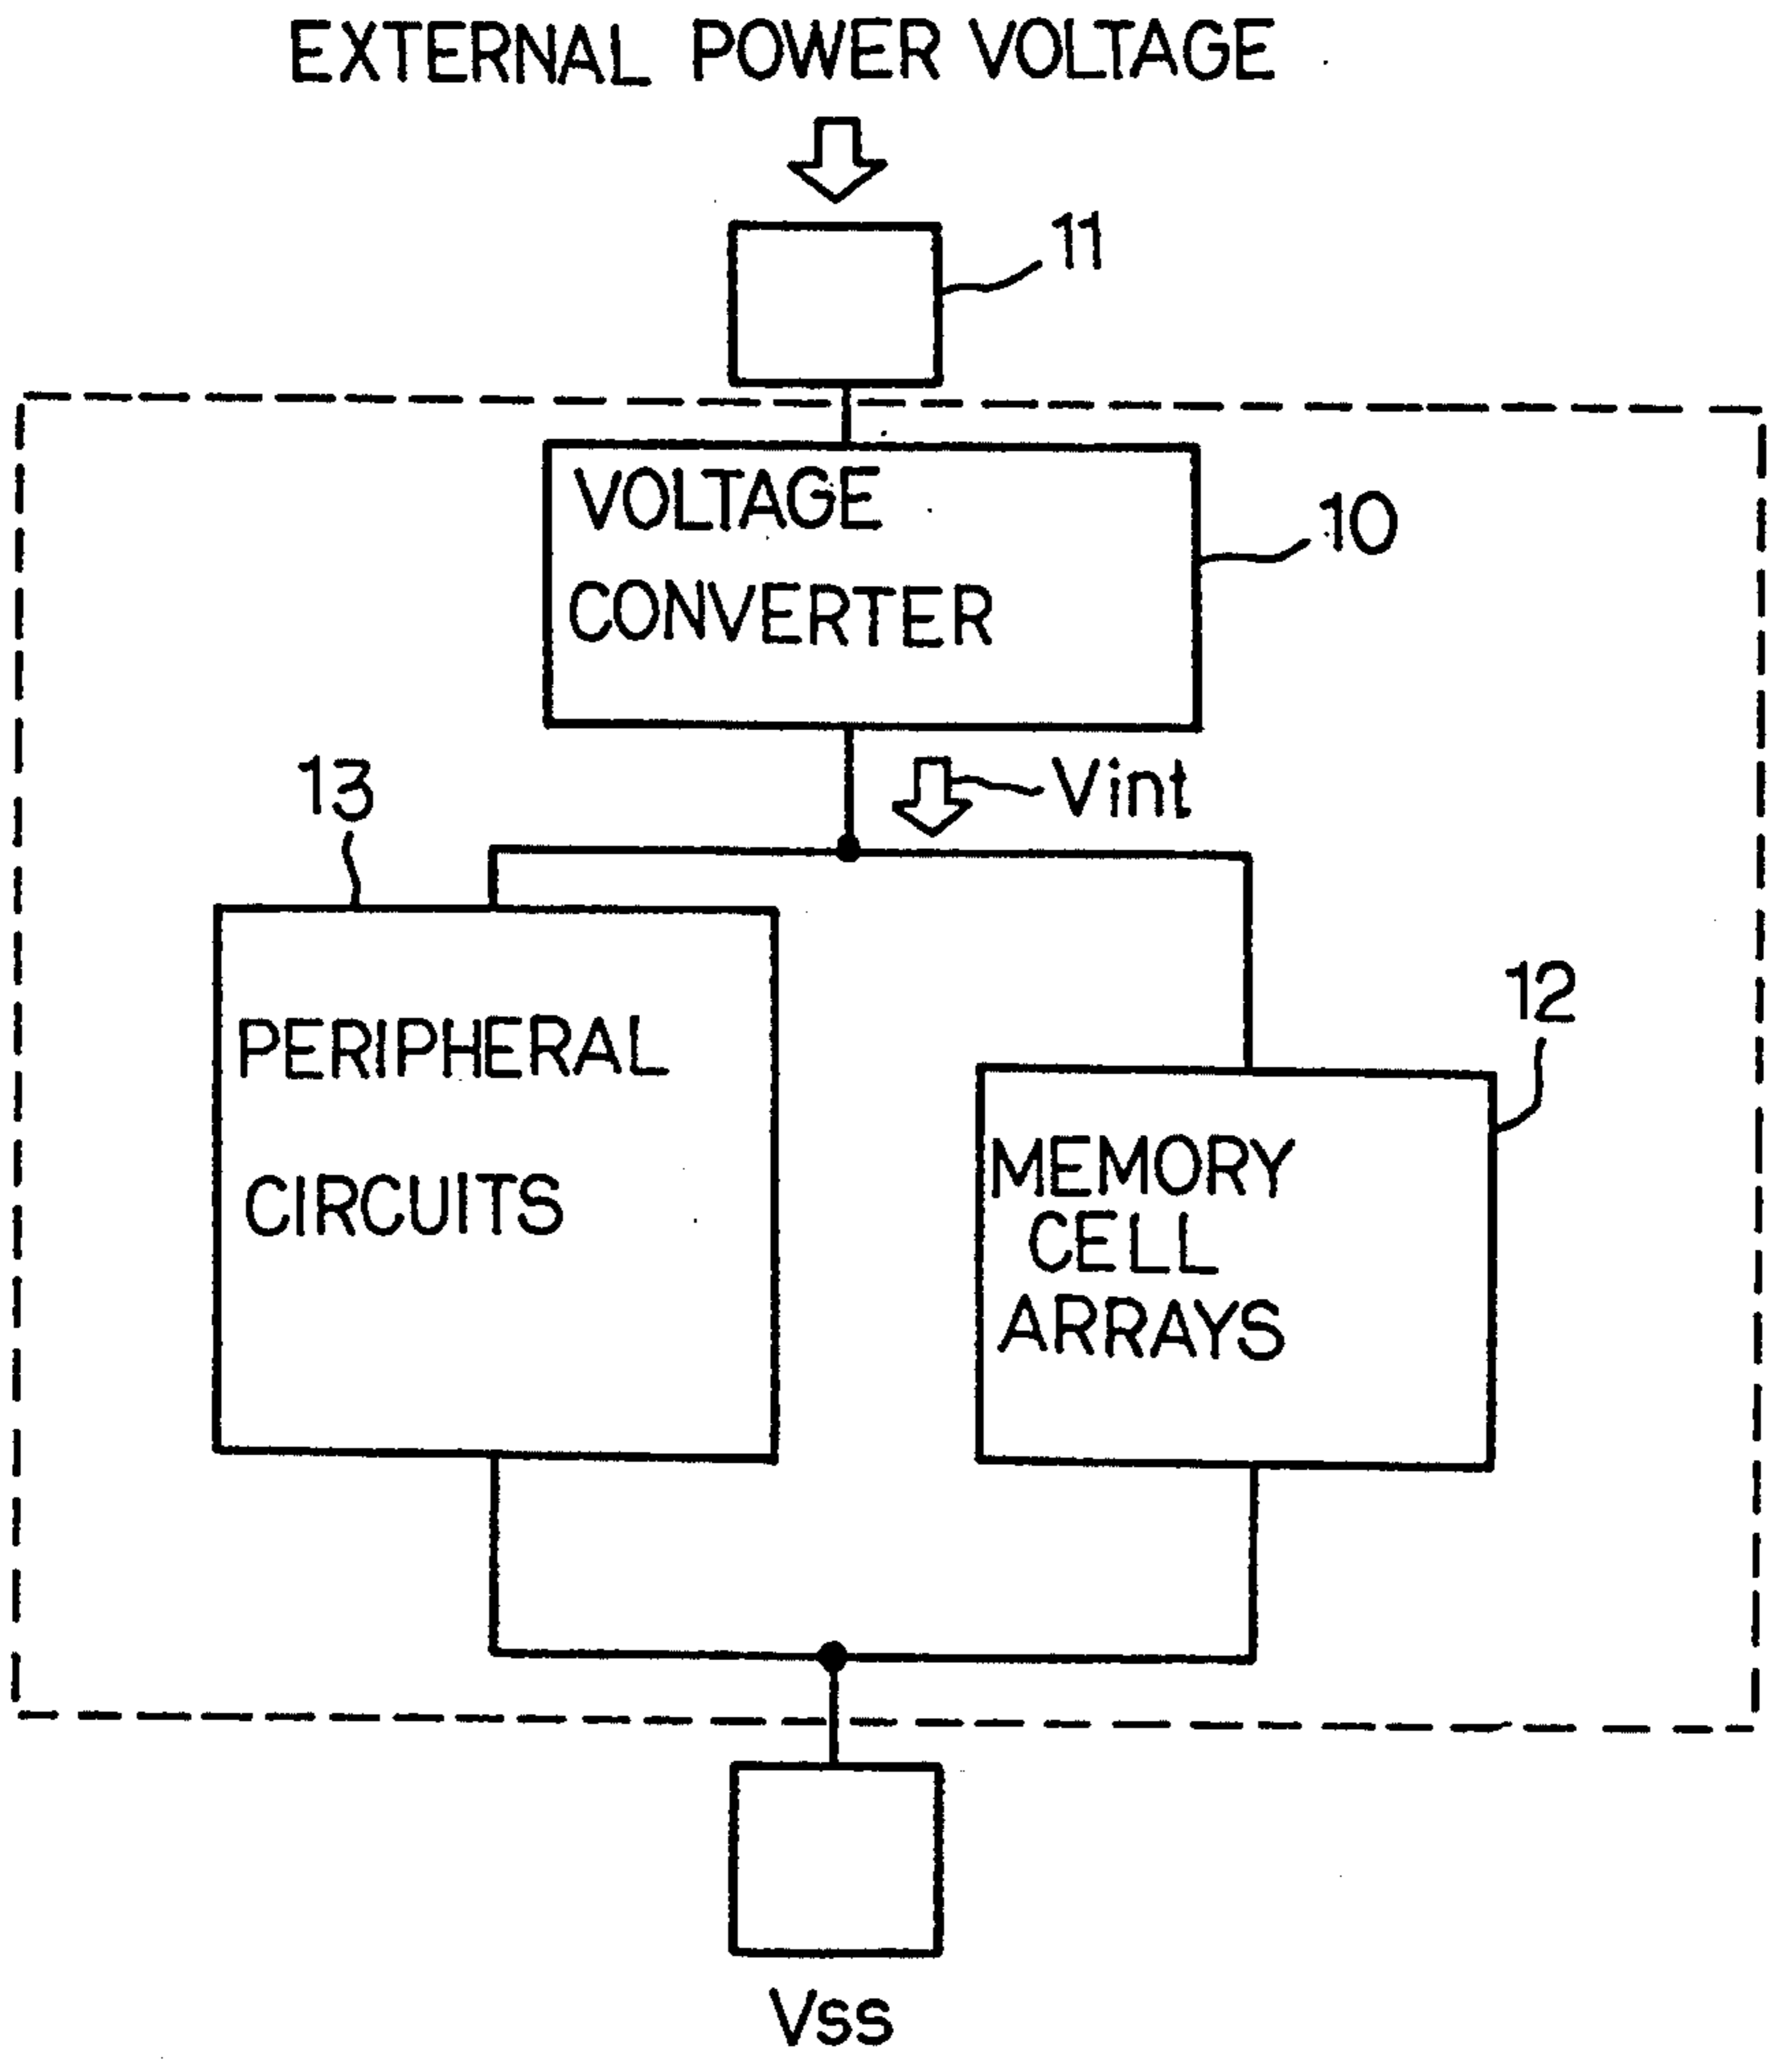 EXTERNAL POWER VOLTAGE
11
VOLTAGE
CONVERTER
10
Vint
13
PERIPHERAL
CIRCUITS
12
MEMORY
CELL
ARRAYS
Vss